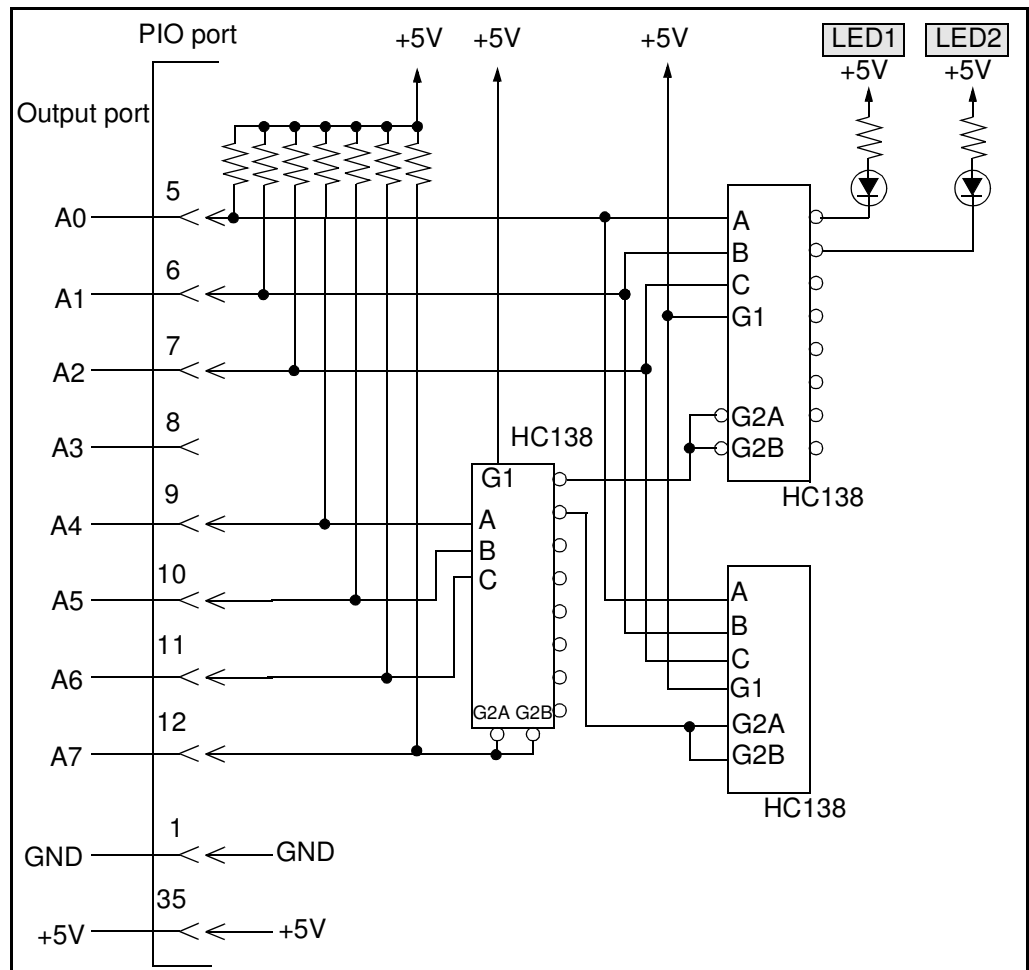 PIO port
+5V
+5V
+5V
LED1
LED2
+5V
+5V
Output port
5
A0
6
A1
7
A2
8
A3
9
A4
10
A5
11
A6
12
A7
1
GND
GND
35
+5V
+5V
HC138
G1
A
B
C
G2A G2B
A
B
C
G1
G2A
G2B
HC138
A
B
C
G1
G2A
G2B
HC138